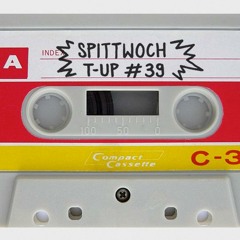 A
INDEX
SPITTWOCH
T-UP #39
100 50 0
Compact
Cassette
C-3